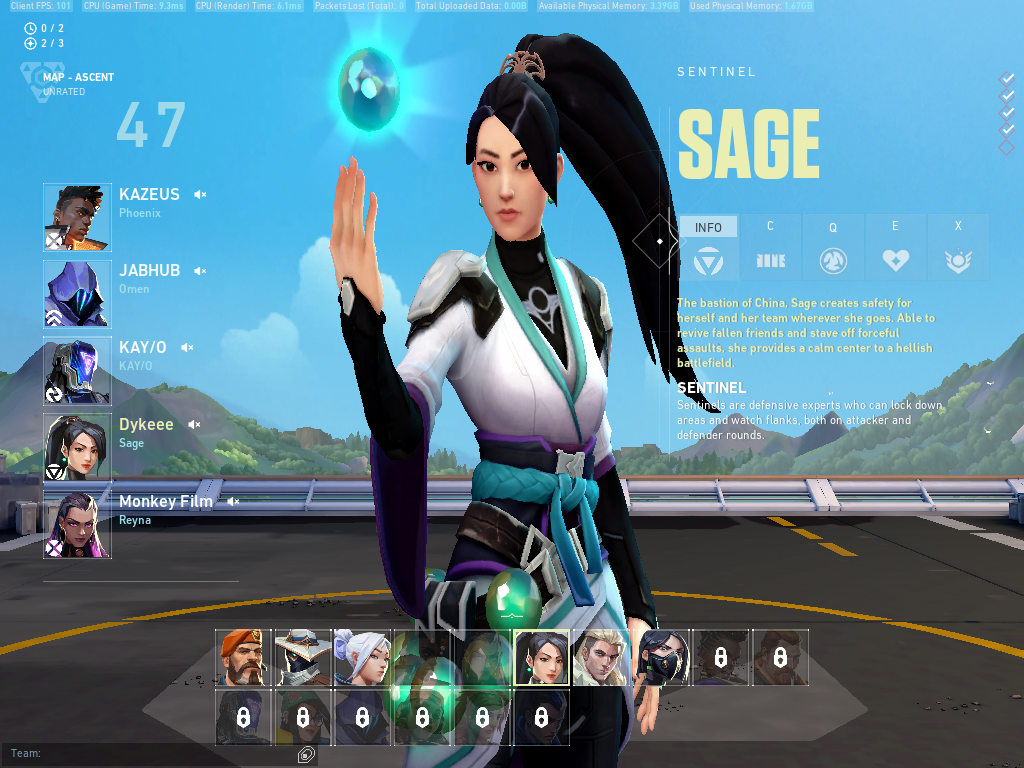 Client FPS: 101 CPU (Game) Time: 9.3ms CPU (Render) Time: 6.1ms Packets Lost (Total): 0 Total Uploaded Data: 0.00B Available Physical Memory: 3.39GB Used Physical Memory: 1.67GB
0 / 2
2 / 3
MAP - ASCENT
UNRATED
47
KAZEUS
Phoenix
JABHUB
Omen
KAY/O
KAY/O
Dykeee
Sage
Monkey Film
Reyna
SENTINEL
SAGE
INFO C Q E X
The bastion of China, Sage creates safety for
herself and her team wherever she goes. Able to
revive fallen friends and stave off forceful
assaults, she provides a calm center to a hellish
battlefield.
SENTINEL
Sentinels are defensive experts who can lock down
areas and watch flanks, both on attacker and
defender rounds.
Team: